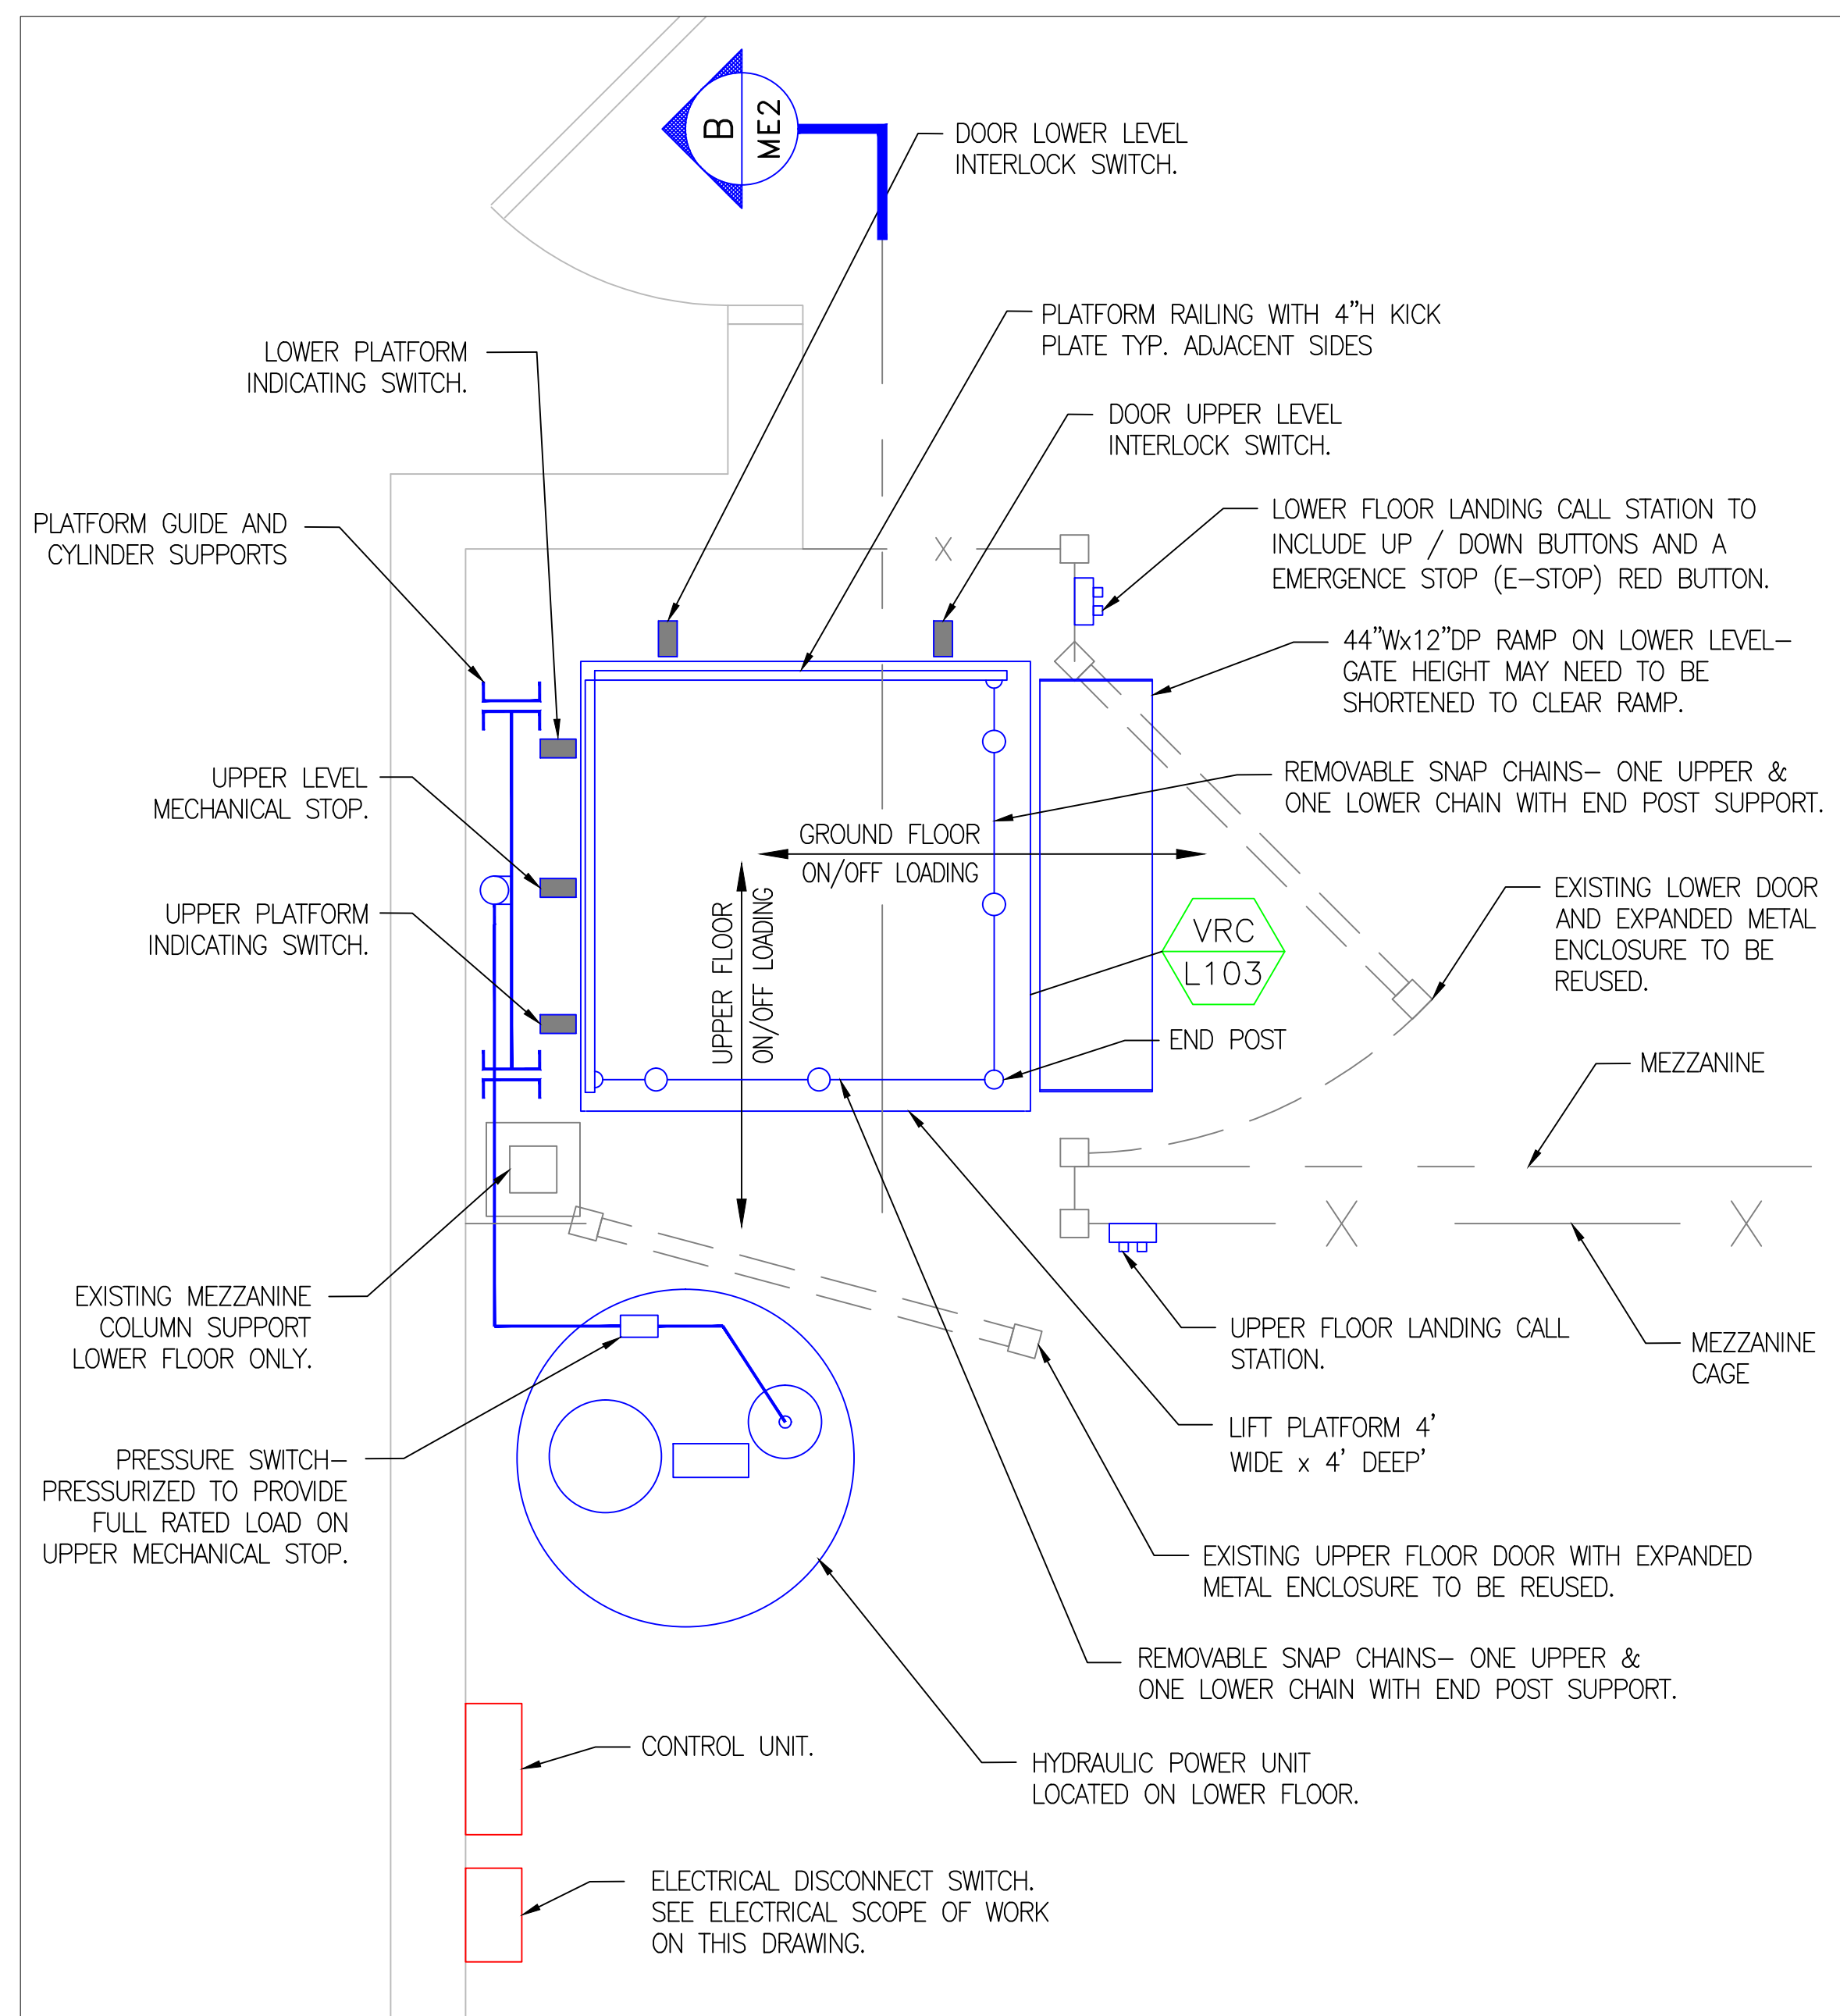 B
ME2
DOOR LOWER LEVEL
INTERLOCK SWITCH.
PLATFORM RAILING WITH 4"H KICK
PLATE TYP. ADJACENT SIDES
LOWER PLATFORM
INDICATING SWITCH.
DOOR UPPER LEVEL
INTERLOCK SWITCH.
PLATFORM GUIDE AND
CYLINDER SUPPORTS
LOWER FLOOR LANDING CALL STATION TO
INCLUDE UP / DOWN BUTTONS AND A
EMERGENCE STOP (E-STOP) RED BUTTON.
44"Wx12"DP RAMP ON LOWER LEVEL-
GATE HEIGHT MAY NEED TO BE
SHORTENED TO CLEAR RAMP.
UPPER LEVEL
MECHANICAL STOP.
REMOVABLE SNAP CHAINS- ONE UPPER &
ONE LOWER CHAIN WITH END POST SUPPORT.
GROUND FLOOR
ON/OFF LOADING
UPPER FLOOR
ON/OFF LOADING
UPPER PLATFORM
INDICATING SWITCH.
VRC
L103
EXISTING LOWER DOOR
AND EXPANDED METAL
ENCLOSURE TO BE
REUSED.
END POST
MEZZANINE
EXISTING MEZZANINE
COLUMN SUPPORT
LOWER FLOOR ONLY.
UPPER FLOOR LANDING CALL
STATION.
MEZZANINE
CAGE
LIFT PLATFORM 4'
WIDE x 4' DEEP'
PRESSURE SWITCH-
PRESSURIZED TO PROVIDE
FULL RATED LOAD ON
UPPER MECHANICAL STOP.
EXISTING UPPER FLOOR DOOR WITH EXPANDED
METAL ENCLOSURE TO BE REUSED.
REMOVABLE SNAP CHAINS- ONE UPPER &
ONE LOWER CHAIN WITH END POST SUPPORT.
CONTROL UNIT.
HYDRAULIC POWER UNIT
LOCATED ON LOWER FLOOR.
ELECTRICAL DISCONNECT SWITCH.
SEE ELECTRICAL SCOPE OF WORK
ON THIS DRAWING.